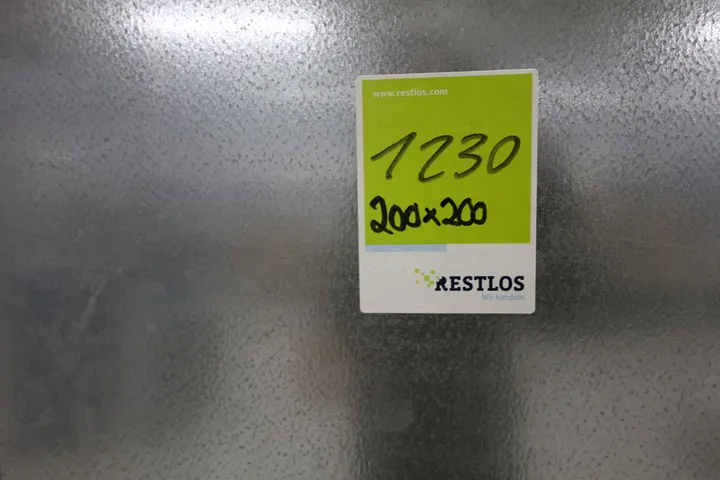 www.restlos.com
1230
200x200
RESTLOS
Wir handeln